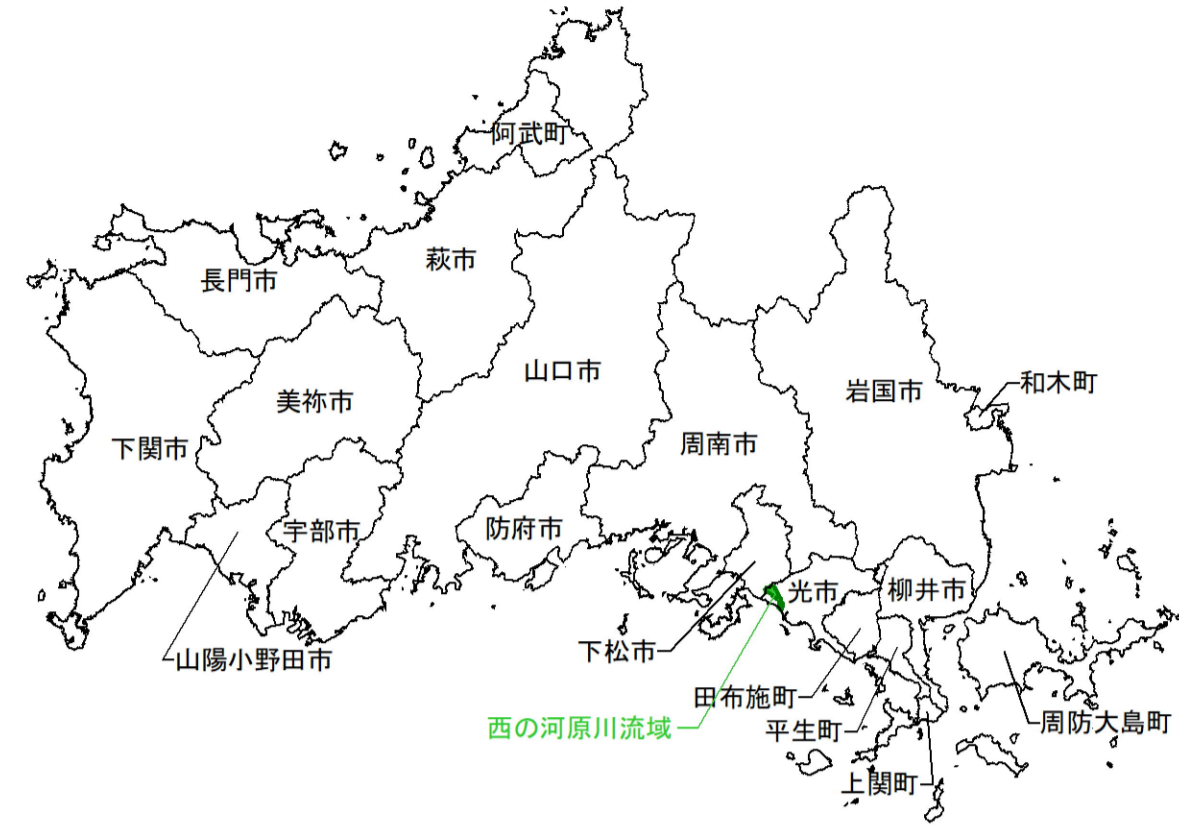 阿武町
萩市
長門市
山口市
岩国市
和木町
美祢市
下関市
周南市
宇部市
防府市
光市
柳井市
下松市
山陽小野田市
田布施町
西の河原川流域
平生町
周防大島町
上関町